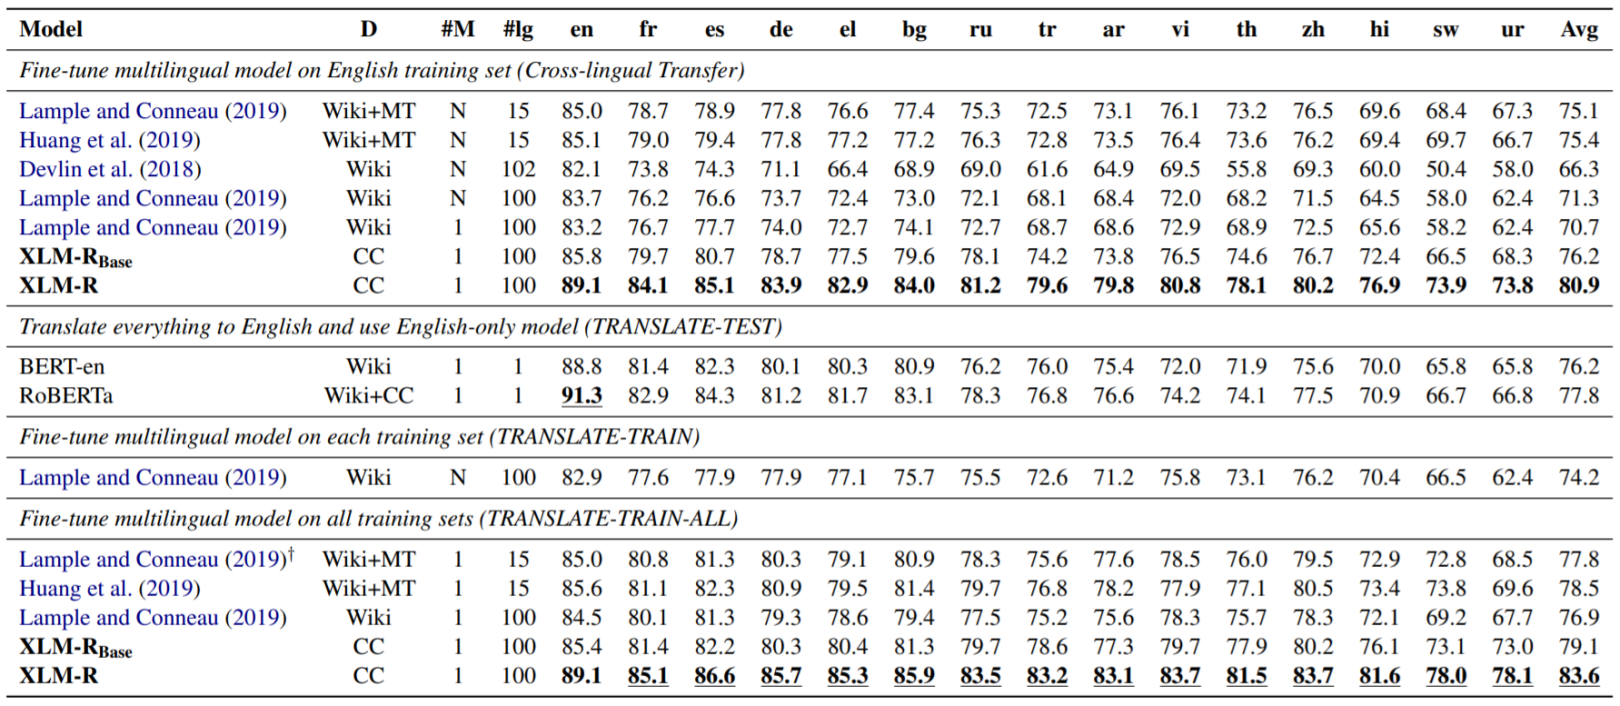 Model D #M #lg en fr es de el bg ru tr ar vi th zh hi sw ur Avg
Fine-tune multilingual model on English training set (Cross-lingual Transfer)
Lample and Conneau (2019) Wiki+MT N 15 85.0 78.7 78.9 77.8 76.6 77.4 75.3 72.5 73.1 76.1 73.2 76.5 69.6 68.4 67.3 75.1
Huang et al. (2019) Wiki+MT N 15 85.1 79.0 79.4 77.8 77.2 77.2 76.3 72.8 73.5 76.4 73.6 76.2 69.4 69.7 66.7 75.4
Devlin et al. (2018) Wiki N 102 82.1 73.8 74.3 71.1 66.4 68.9 69.0 61.6 64.9 69.5 55.8 69.3 60.0 50.4 58.0 66.3
Lample and Conneau (2019) Wiki N 100 83.7 76.2 76.6 73.7 72.4 73.0 72.1 68.1 68.4 72.0 68.2 71.5 64.5 58.0 62.4 71.3
Lample and Conneau (2019) Wiki 1 100 83.2 76.7 77.7 74.0 72.7 74.1 72.7 68.7 68.6 72.9 68.9 72.5 65.6 58.2 62.4 70.7
XLM-RBase CC 1 100 85.8 79.7 80.7 78.7 77.5 79.6 78.1 74.2 73.8 76.5 74.6 76.7 72.4 66.5 68.3 76.2
XLM-R CC 1 100 89.1 84.1 85.1 83.9 82.9 84.0 81.2 79.6 79.8 80.8 78.1 80.2 76.9 73.9 73.8 80.9
Translate everything to English and use English-only model (TRANSLATE-TEST)
BERT-en Wiki 1 1 88.8 81.4 82.3 80.1 80.3 80.9 76.2 76.0 75.4 72.0 71.9 75.6 70.0 65.8 65.8 76.2
RoBERTa Wiki+CC 1 1 91.3 82.9 84.3 81.2 81.7 83.1 78.3 76.8 76.6 74.2 74.1 77.5 70.9 66.7 66.8 77.8
Fine-tune multilingual model on each training set (TRANSLATE-TRAIN)
Lample and Conneau (2019) Wiki N 100 82.9 77.6 77.9 77.9 77.1 75.7 75.5 72.6 71.2 75.8 73.1 76.2 70.4 66.5 62.4 74.2
Fine-tune multilingual model on all training sets (TRANSLATE-TRAIN-ALL)
Lample and Conneau (2019)† Wiki+MT 1 15 85.0 80.8 81.3 80.3 79.1 80.9 78.3 75.6 77.6 78.5 76.0 79.5 72.9 72.8 68.5 77.8
Huang et al. (2019) Wiki+MT 1 15 85.6 81.1 82.3 80.9 79.5 81.4 79.7 76.8 78.2 77.9 77.1 80.5 73.4 73.8 69.6 78.5
Lample and Conneau (2019) Wiki 1 100 84.5 80.1 81.3 79.3 78.6 79.4 77.5 75.2 75.6 78.3 75.7 78.3 72.1 69.2 67.7 76.9
XLM-RBase CC 1 100 85.4 81.4 82.2 80.3 80.4 81.3 79.7 78.6 77.3 79.7 77.9 80.2 76.1 73.1 73.0 79.1
XLM-R CC 1 100 89.1 85.1 86.6 85.7 85.3 85.9 83.5 83.2 83.1 83.7 81.5 83.7 81.6 78.0 78.1 83.6